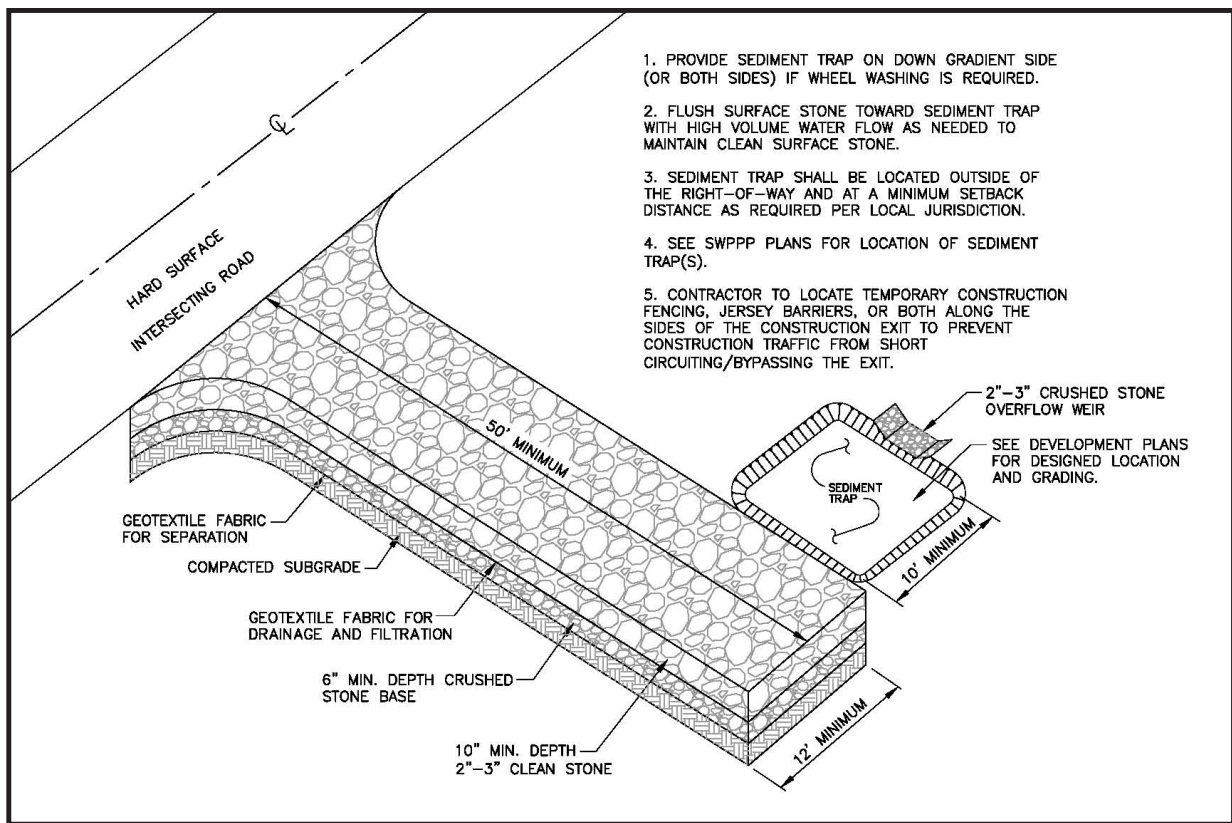 1. PROVIDE SEDIMENT TRAP ON DOWN GRADIENT SIDE
(OR BOTH SIDES) IF WHEEL WASHING IS REQUIRED.
2. FLUSH SURFACE STONE TOWARD SEDIMENT TRAP
WITH HIGH VOLUME WATER FLOW AS NEEDED TO
MAINTAIN CLEAN SURFACE STONE.
3. SEDIMENT TRAP SHALL BE LOCATED OUTSIDE OF
THE RIGHT-OF-WAY AND AT A MINIMUM SETBACK
DISTANCE AS REQUIRED PER LOCAL JURISDICTION.
4. SEE SWPPP PLANS FOR LOCATION OF SEDIMENT
TRAP(S).
5. CONTRACTOR TO LOCATE TEMPORARY CONSTRUCTION
FENCING, JERSEY BARRIERS, OR BOTH ALONG THE
SIDES OF THE CONSTRUCTION EXIT TO PREVENT
CONSTRUCTION TRAFFIC FROM SHORT
CIRCUITING/BYPASSING THE EXIT.
℄
HARD SURFACE
INTERSECTING ROAD
50' MINIMUM
2"-3" CRUSHED STONE
OVERFLOW WEIR
SEE DEVELOPMENT PLANS
FOR DESIGNED LOCATION
AND GRADING.
SEDIMENT
TRAP
10' MINIMUM
GEOTEXTILE FABRIC
FOR SEPARATION
COMPACTED SUBGRADE
GEOTEXTILE FABRIC FOR
DRAINAGE AND FILTRATION
6" MIN. DEPTH CRUSHED
STONE BASE
10" MIN. DEPTH
2"-3" CLEAN STONE
12' MINIMUM